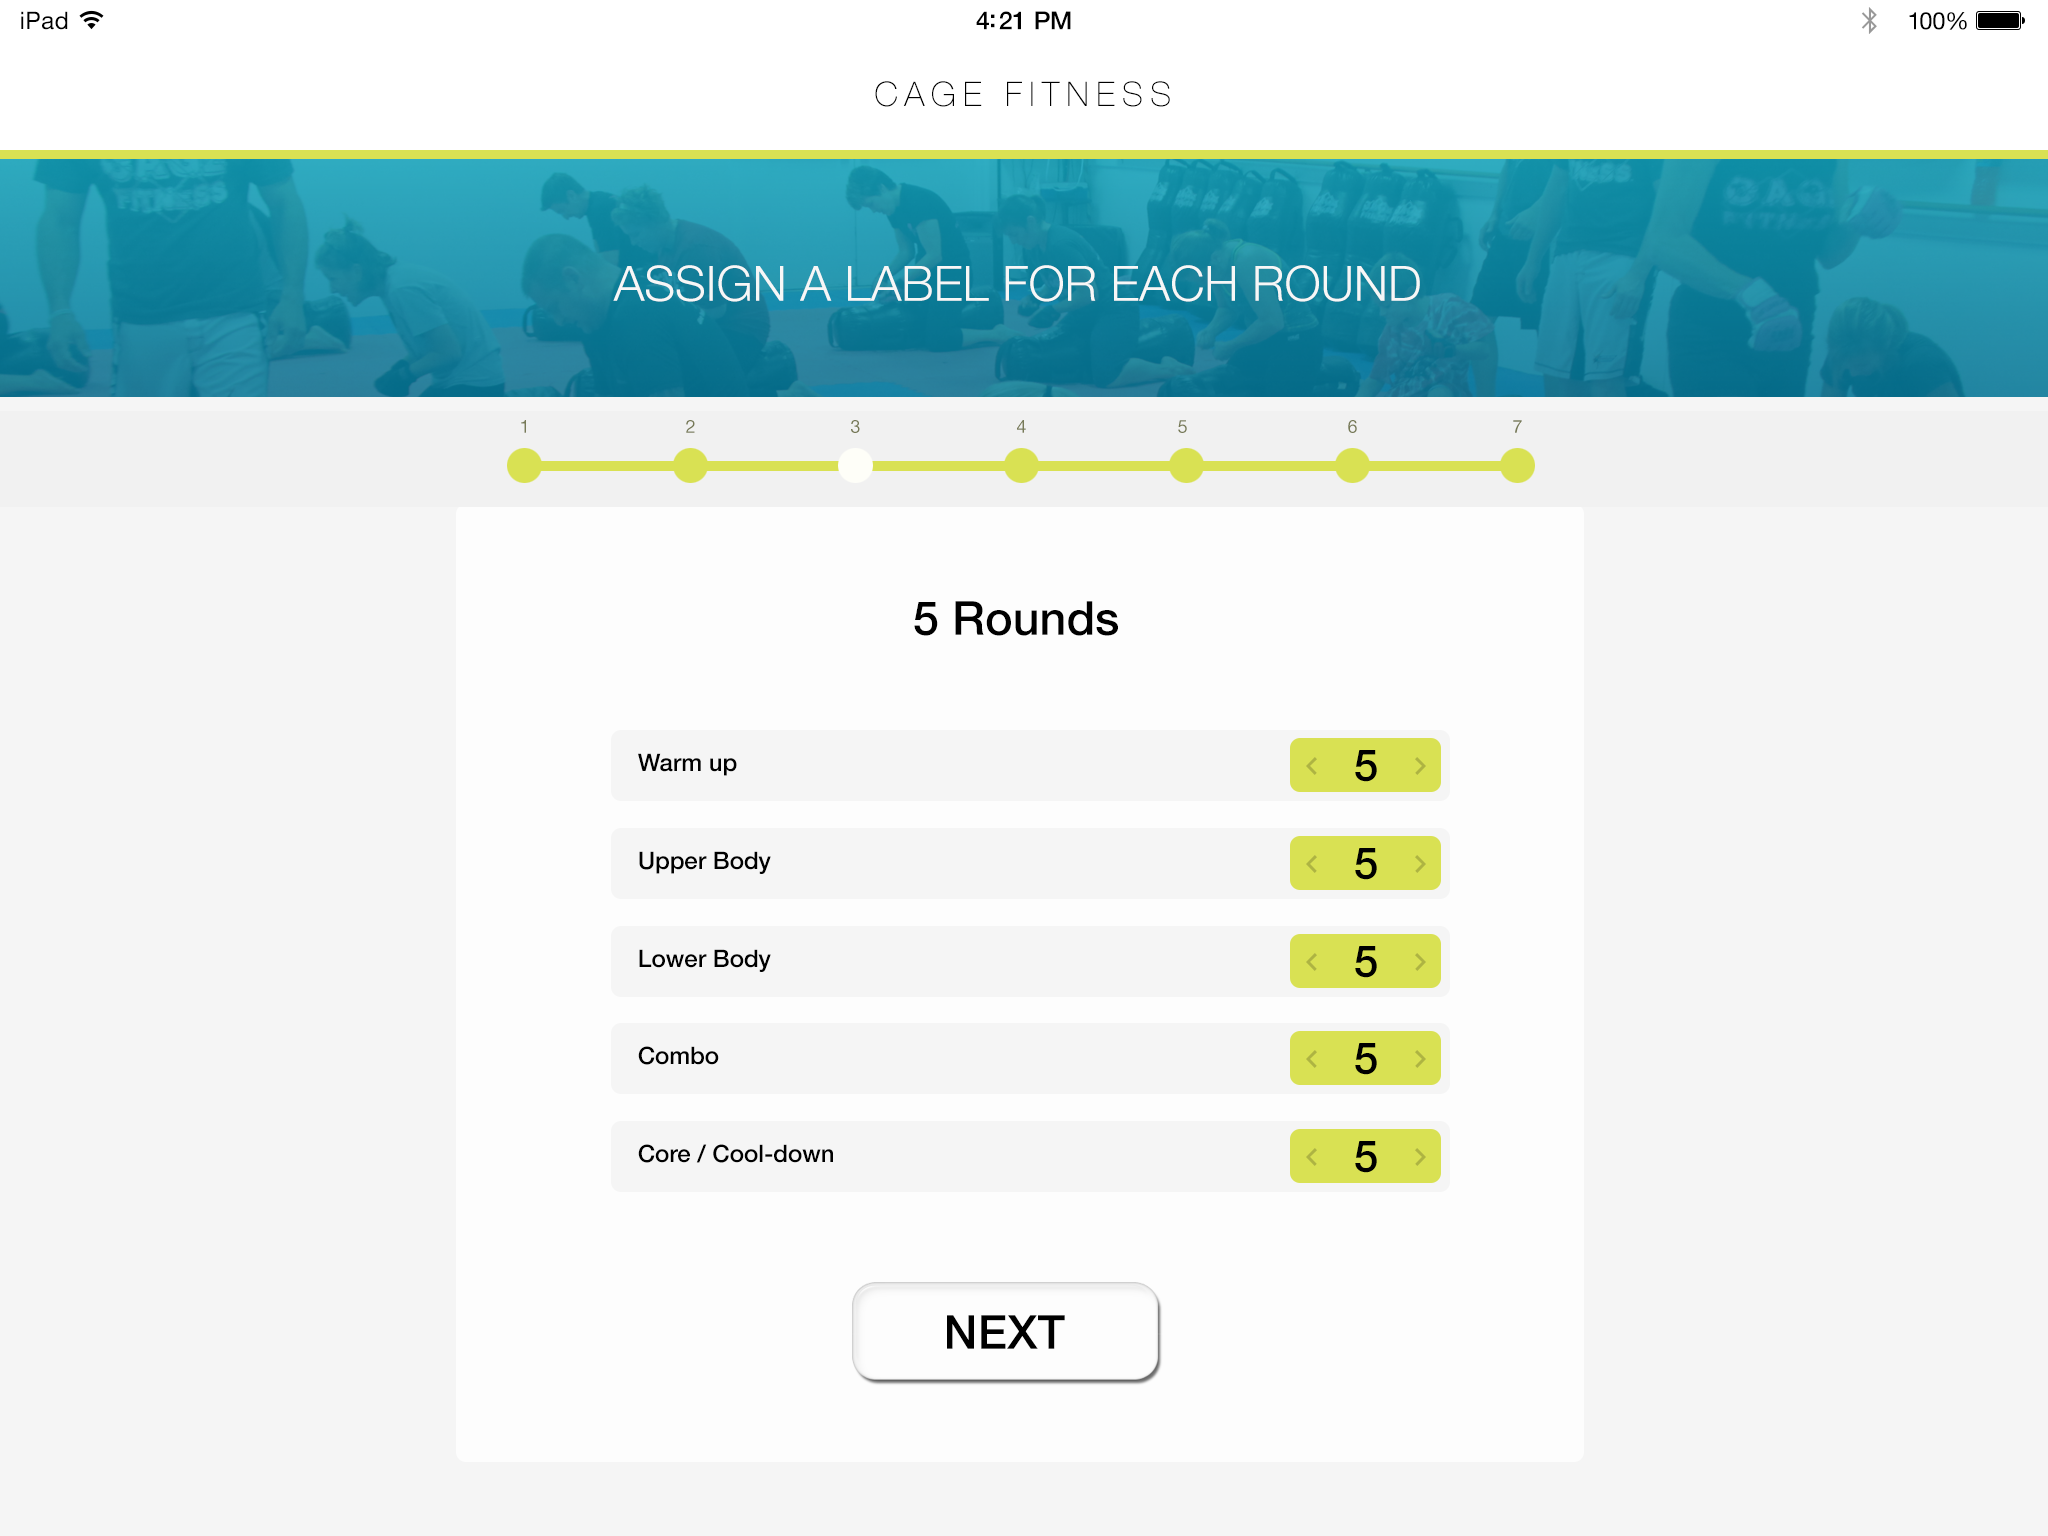 iPad 4:21 PM 100%
CAGE FITNESS
FITNESS
ASSIGN A LABEL FOR EACH ROUND
1 2 3 4 5 6 7
5 Rounds
Warm up < 5 >
Upper Body < 5 >
Lower Body < 5 >
Combo < 5 >
Core / Cool-down < 5 >
NEXT